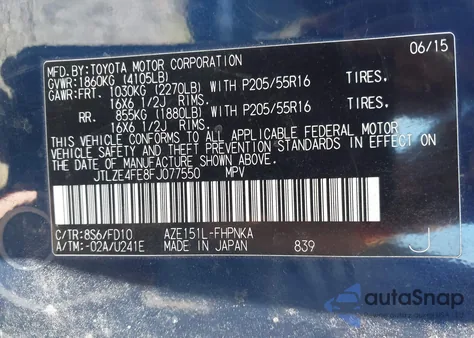 MFD.BY:TOYOTA MOTOR CORPORATION 06/15
GVWR:1860KG (4105LB)
GAWR:FRT: 1030KG (2270LB) WITH P205/55R16 TIRES.
16X6 1/2J RIMS.
RR. 855KG (1880LB) WITH P205/55R16 TIRES.
16X6 1/2J RIMS.
THIS VEHICLE CONFORMS TO ALL APPLICABLE FEDERAL MOTOR
VEHICLE SAFETY AND THEFT PREVENTION STANDARDS IN EFFECT ON
THE DATE OF MANUFACTURE SHOWN ABOVE.
JTLZE4FE8FJ077550 MPV
C/TR:8S6/FD10 AZE151L-FHPNKA
A/TM:-02A/U241E MADE IN JAPAN 839 J
autoSnap